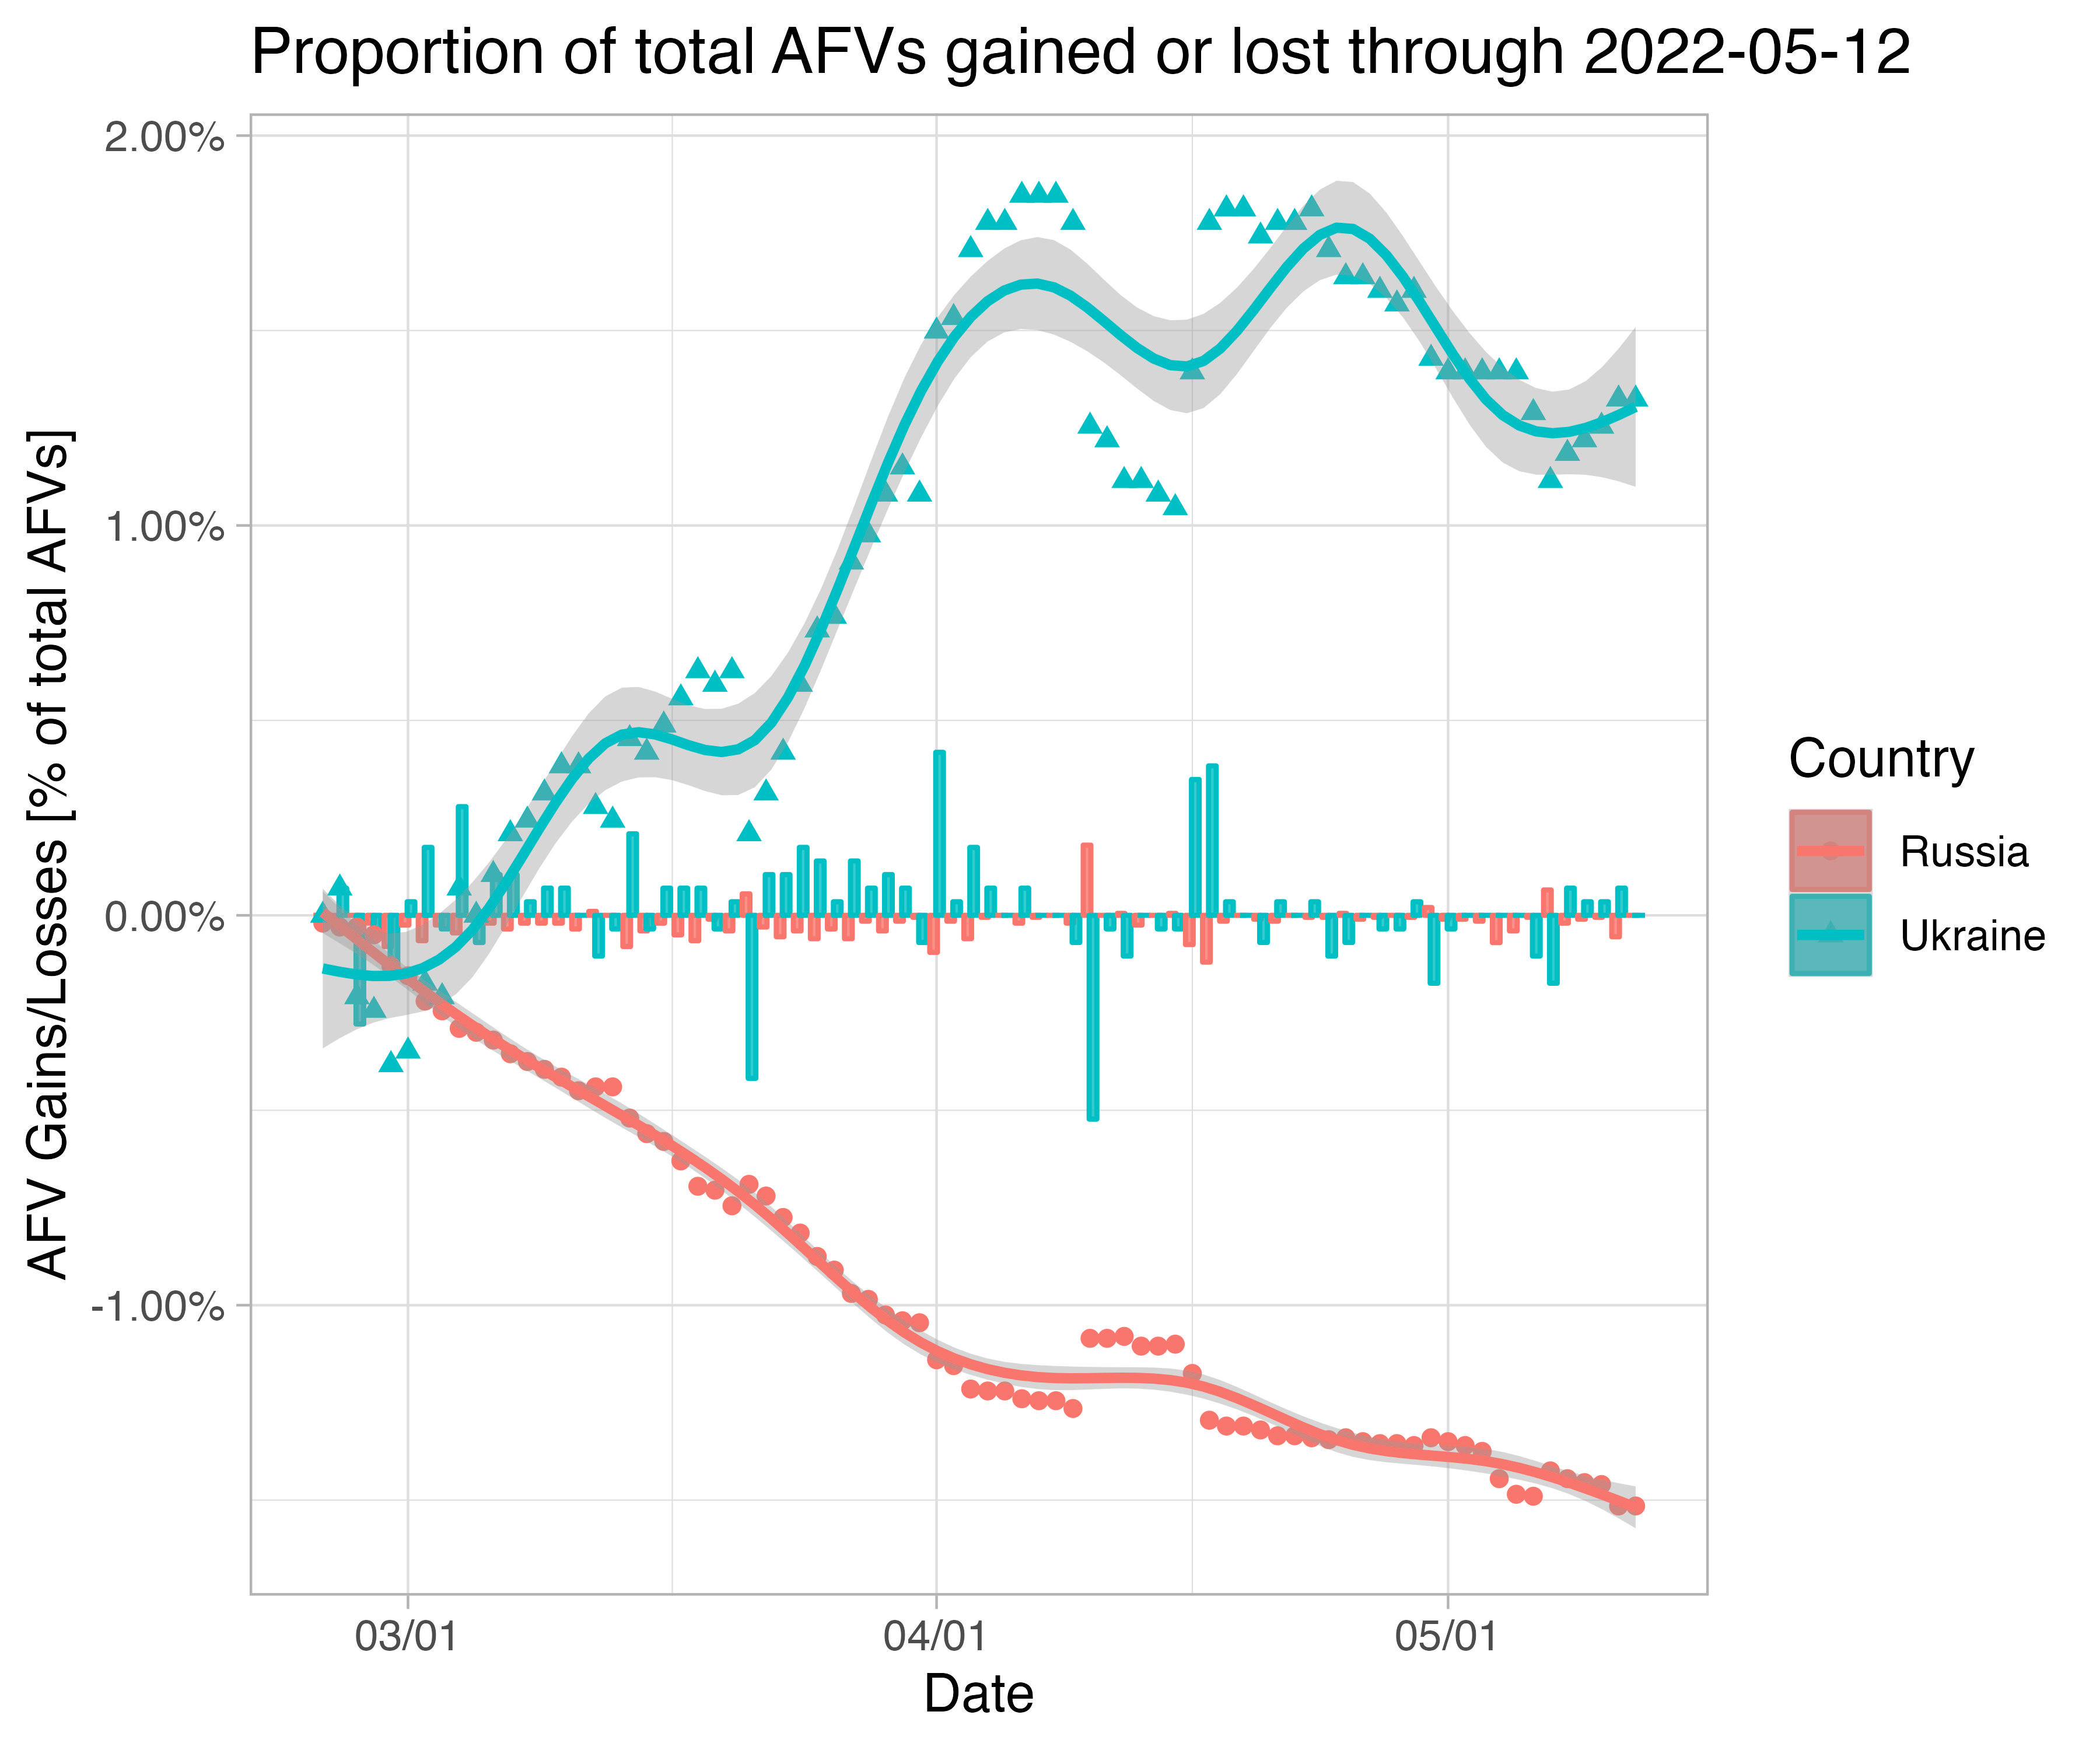 Proportion of total AFVs gained or lost through 2022-05-12
AFV Gains/Losses [% of total AFVs]
2.00%
1.00%
0.00%
-1.00%
03/01
04/01
05/01
Date
Country
Russia
Ukraine